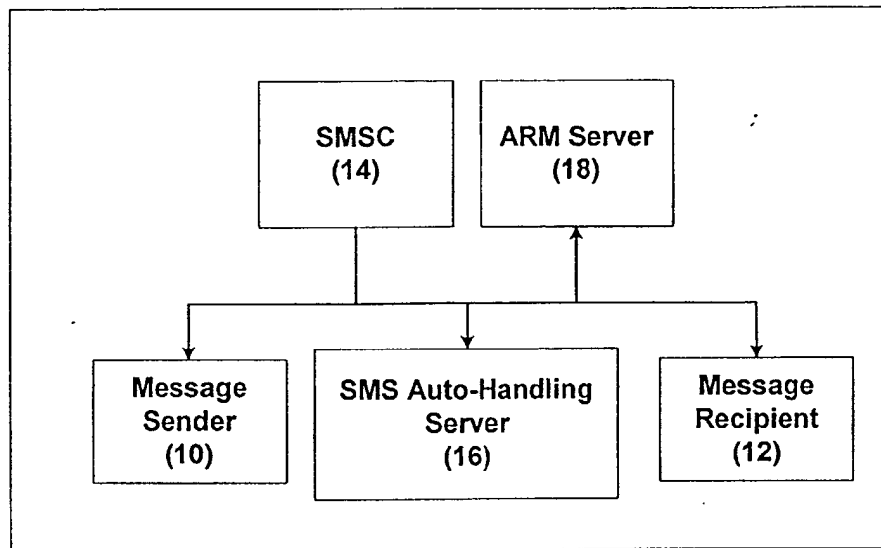 SMSC
(14)
ARM Server
(18)
Message
Sender
(10)
SMS Auto-Handling
Server
(16)
Message
Recipient
(12)